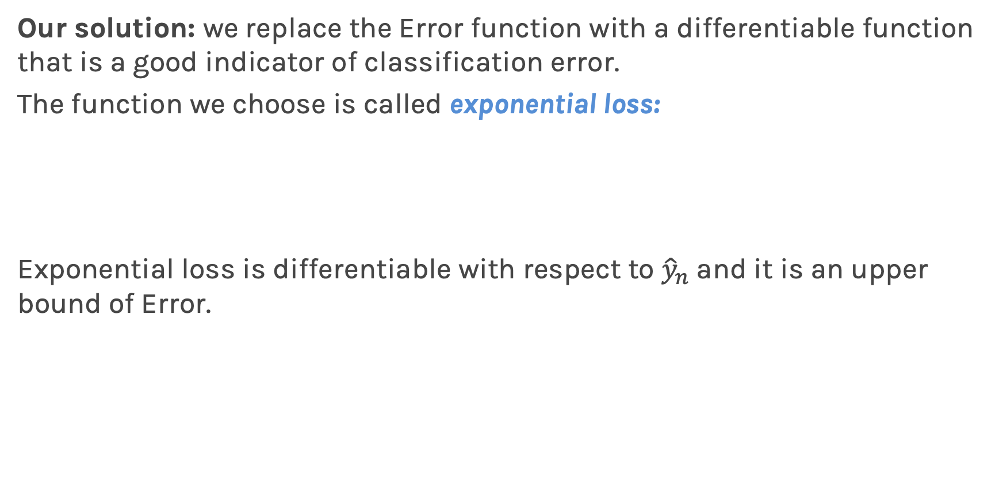 Our solution: we replace the Error function with a differentiable function
that is a good indicator of classification error.
The function we choose is called exponential loss:
Exponential loss is differentiable with respect to ŷₙ and it is an upper
bound of Error.